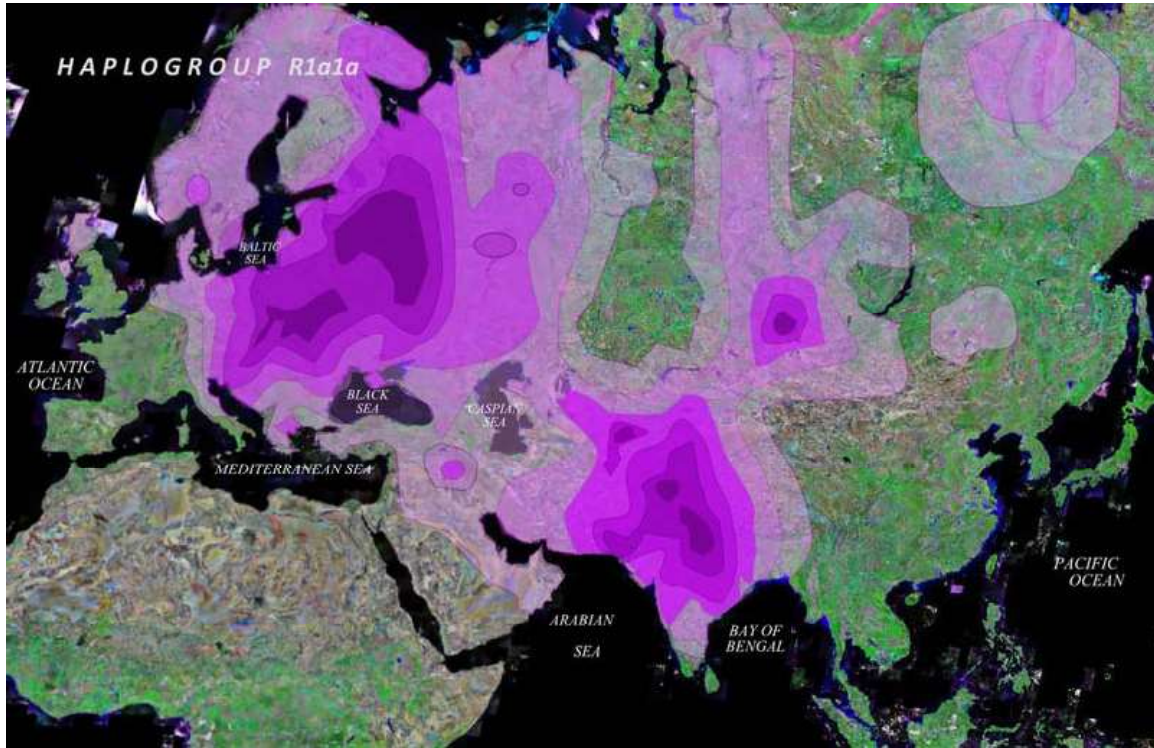 HAPLOGROUP R1a1a
BALTIC
SEA
ATLANTIC
OCEAN
BLACK
SEA
CASPIAN
SEA
MEDITERRANEAN SEA
PACIFIC
OCEAN
ARABIAN
SEA
BAY OF
BENGAL